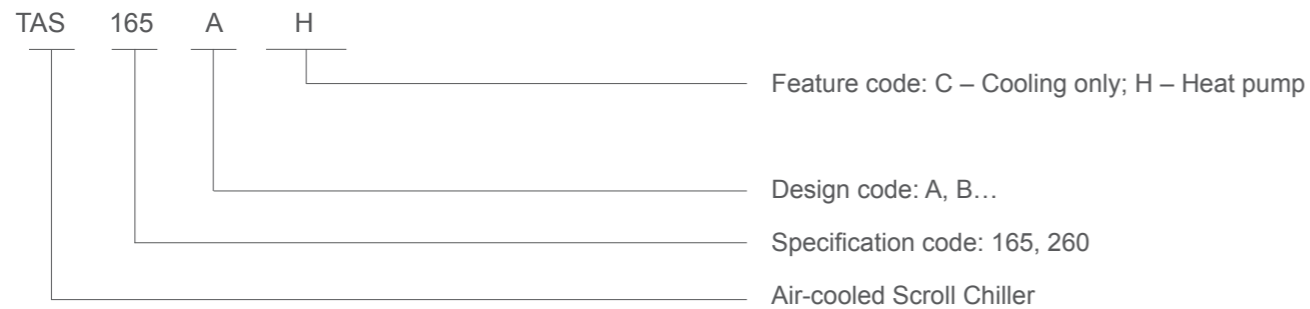 TAS 165 A H
Feature code: C – Cooling only; H – Heat pump
Design code: A, B…
Specification code: 165, 260
Air-cooled Scroll Chiller